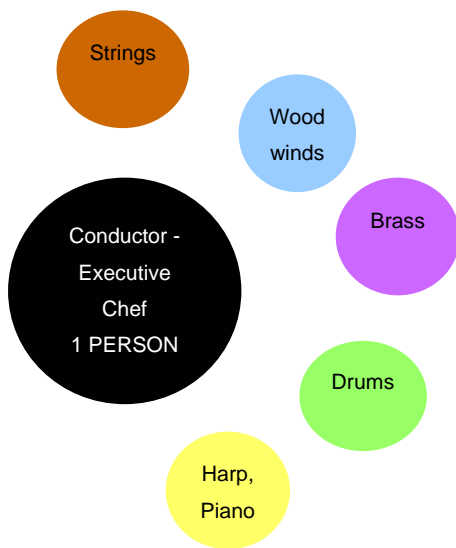 Strings
Wood
winds
Brass
Conductor -
Executive
Chef
1 PERSON
Drums
Harp,
Piano